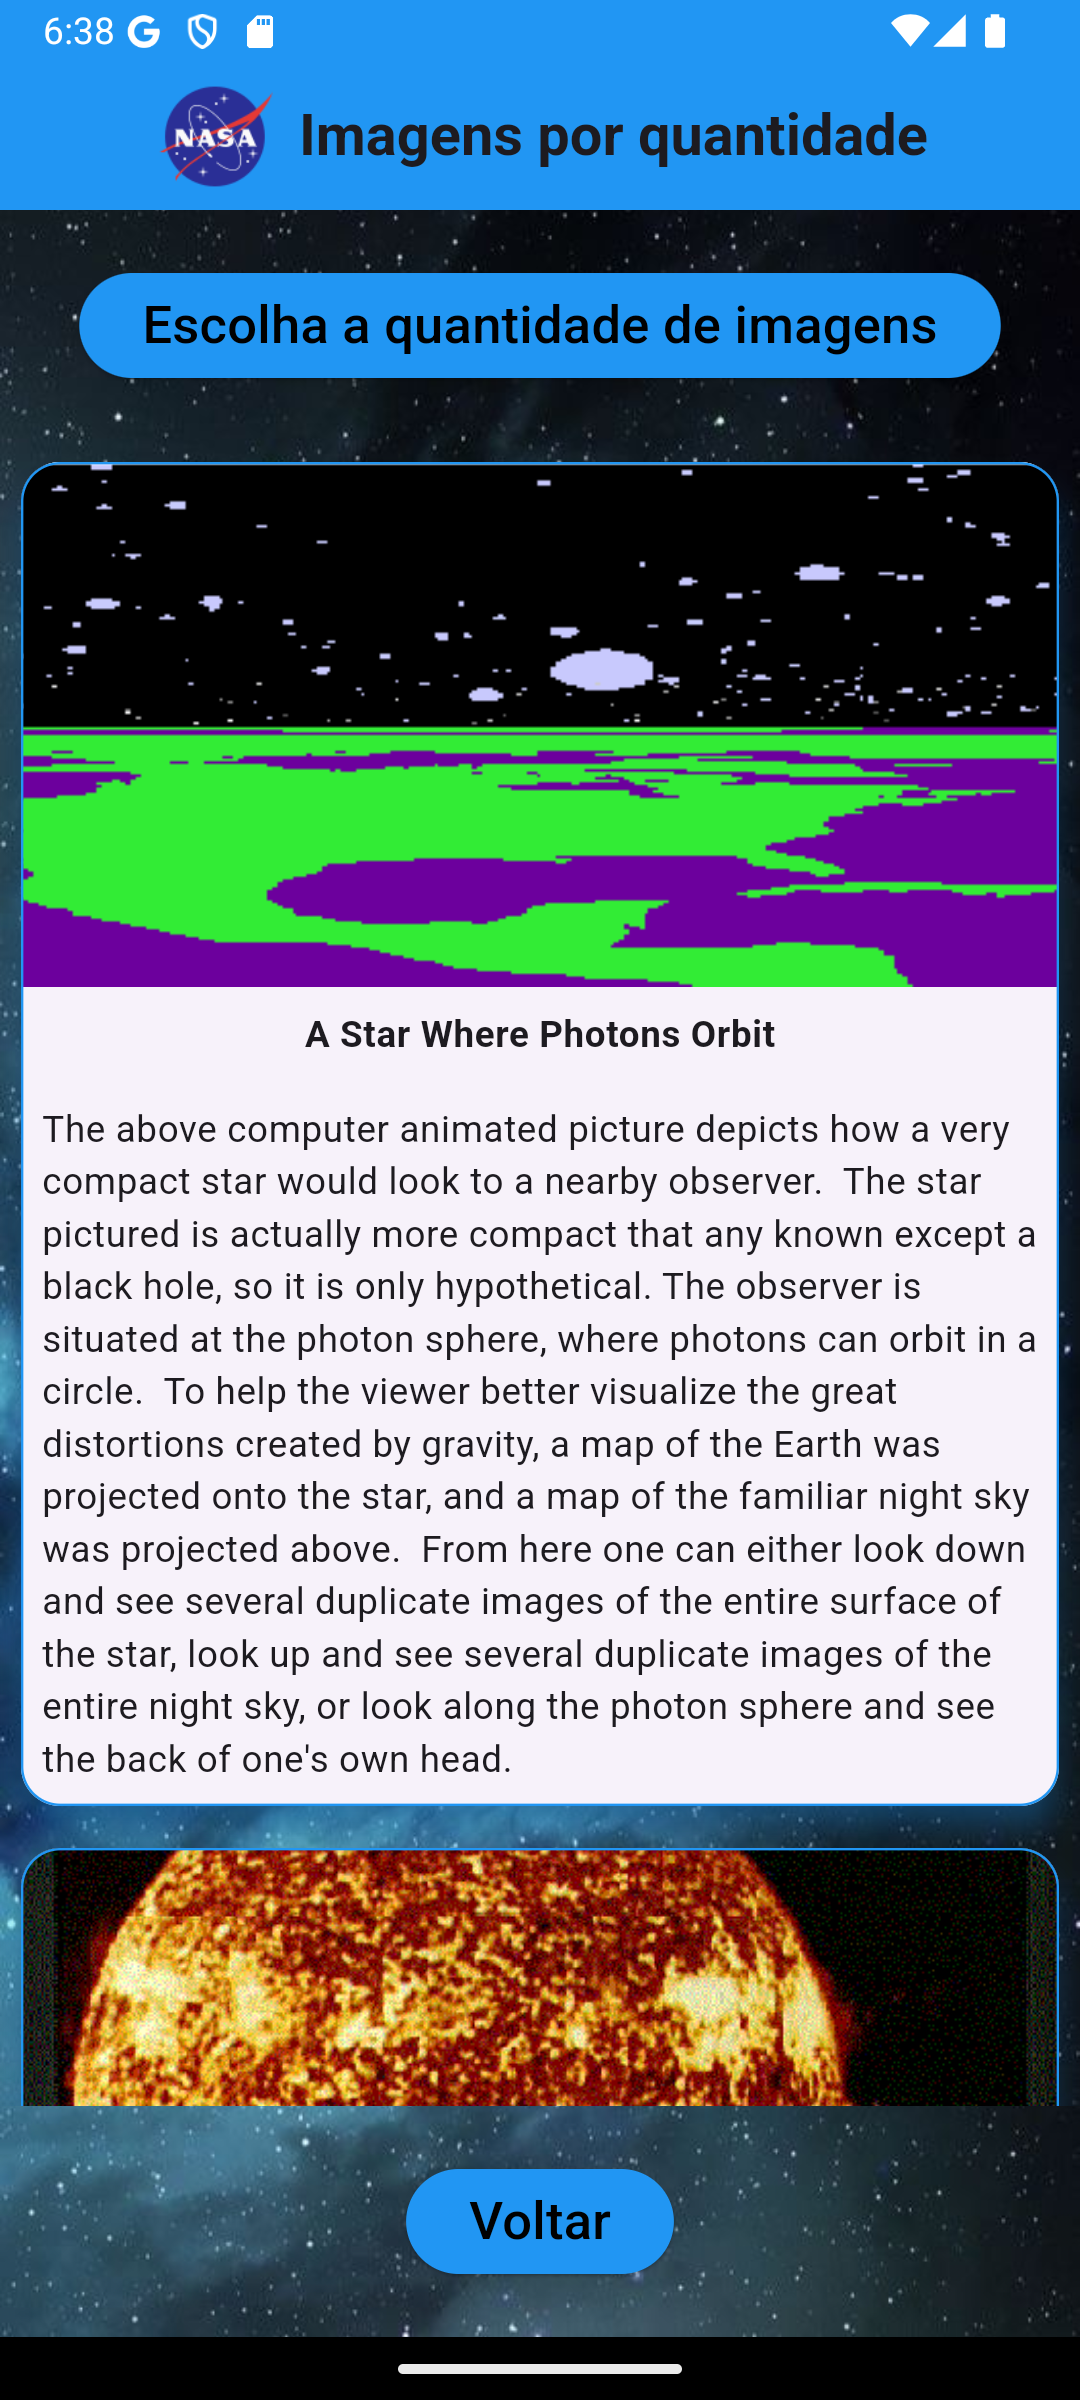 6:38
NASA
Imagens por quantidade
Escolha a quantidade de imagens
A Star Where Photons Orbit
The above computer animated picture depicts how a very
compact star would look to a nearby observer.  The star
pictured is actually more compact that any known except a
black hole, so it is only hypothetical. The observer is
situated at the photon sphere, where photons can orbit in a
circle.  To help the viewer better visualize the great
distortions created by gravity, a map of the Earth was
projected onto the star, and a map of the familiar night sky
was projected above.  From here one can either look down
and see several duplicate images of the entire surface of
the star, look up and see several duplicate images of the
entire night sky, or look along the photon sphere and see
the back of one's own head.
Voltar